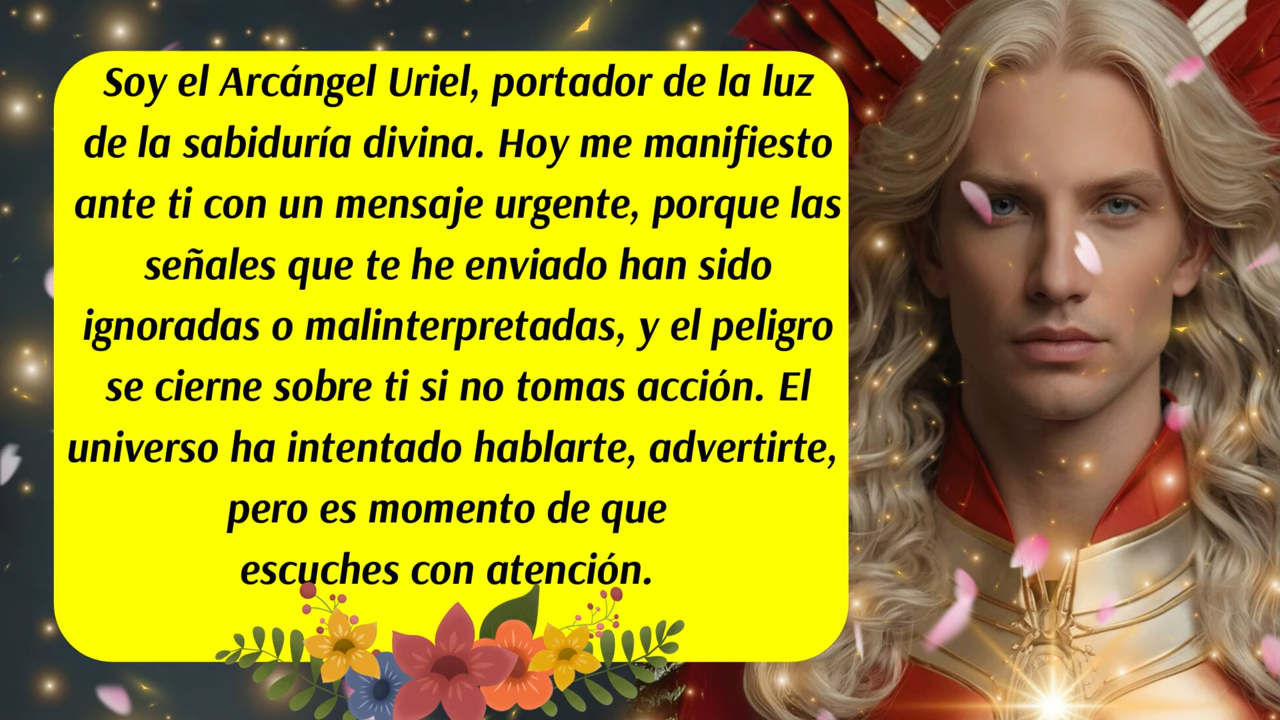 Soy el Arcángel Uriel, portador de la luz
de la sabiduría divina. Hoy me manifiesto
ante ti con un mensaje urgente, porque las
señales que te he enviado han sido
ignoradas o malinterpretadas, y el peligro
se cierne sobre ti si no tomas acción. El
universo ha intentado hablarte, advertirte,
pero es momento de que
escuches con atención.